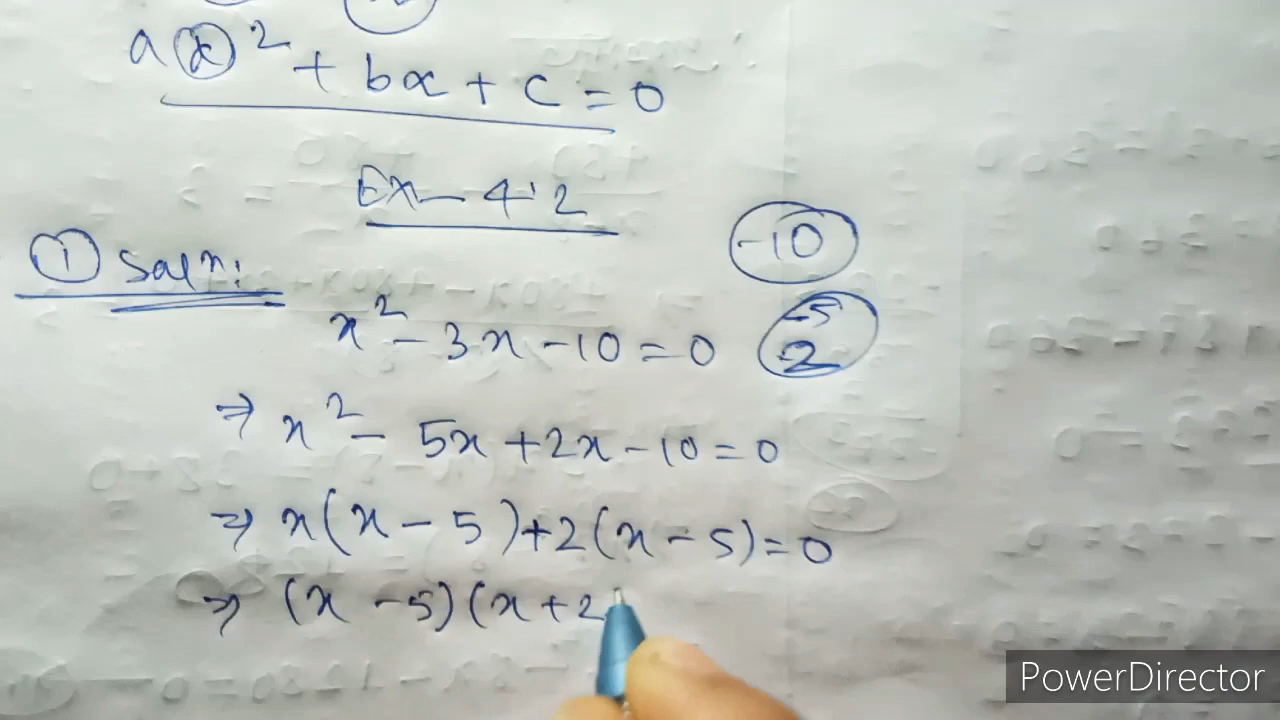 ax² + bx + c = 0
Ex - 4.2
① Soln:
-10
x² - 3x - 10 = 0
-5
2
⇒ x² - 5x + 2x - 10 = 0
⇒ x(x - 5) + 2(x - 5) = 0
⇒ (x - 5)(x + 2
PowerDirector